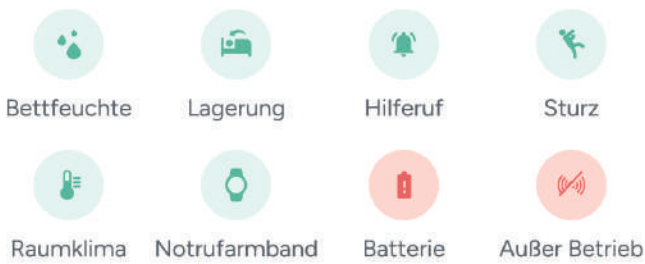 Bettfeuchte
Lagerung
Hilferuf
Sturz
Raumklima
Notrufarmband
Batterie
Außer Betrieb